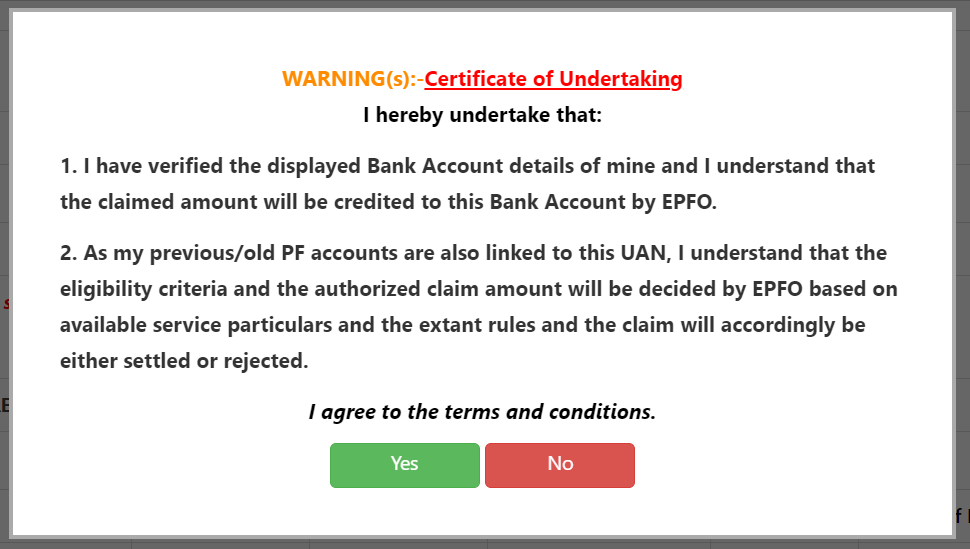 WARNING(s):-Certificate of Undertaking
I hereby undertake that:
1. I have verified the displayed Bank Account details of mine and I understand that
the claimed amount will be credited to this Bank Account by EPFO.
2. As my previous/old PF accounts are also linked to this UAN, I understand that the
eligibility criteria and the authorized claim amount will be decided by EPFO based on
available service particulars and the extant rules and the claim will accordingly be
either settled or rejected.
I agree to the terms and conditions.
Yes No